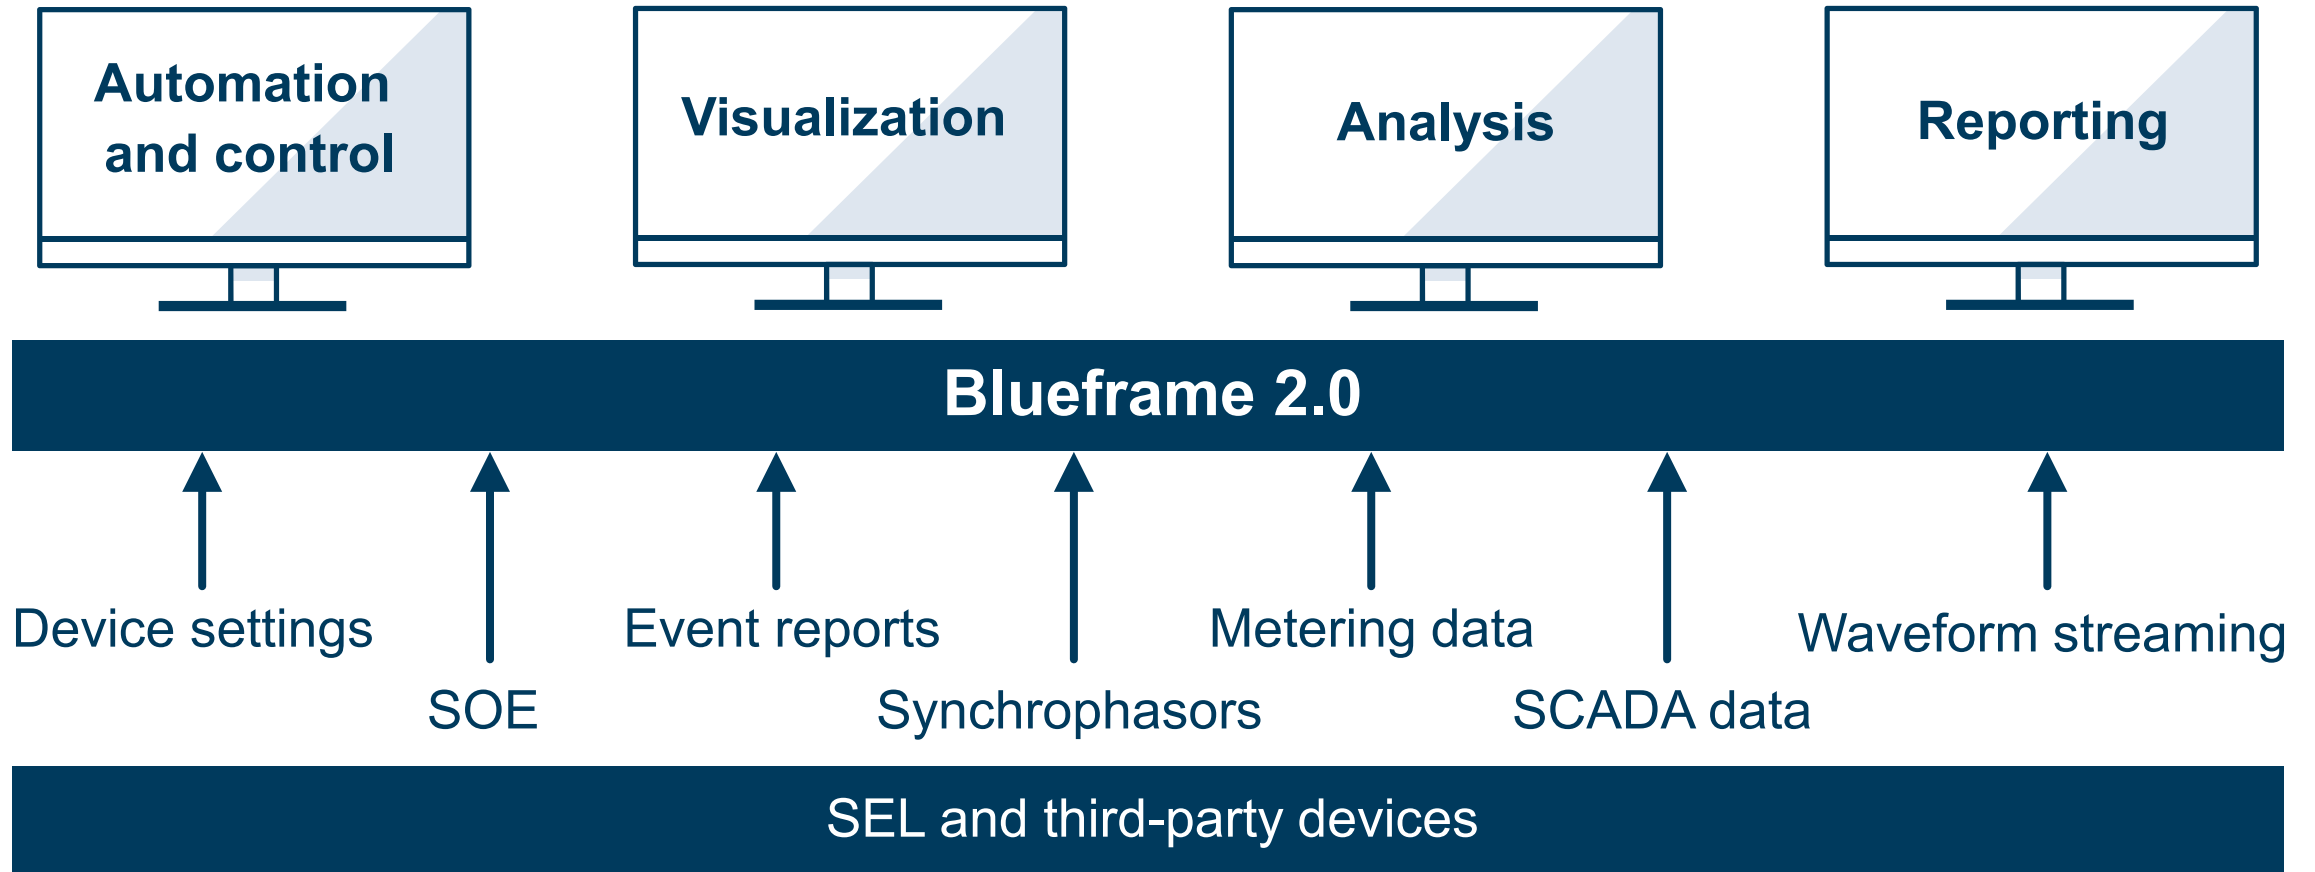 Automation
and control
Visualization
Analysis
Reporting
Blueframe 2.0
Device settings
SOE
Event reports
Synchrophasors
Metering data
SCADA data
Waveform streaming
SEL and third-party devices